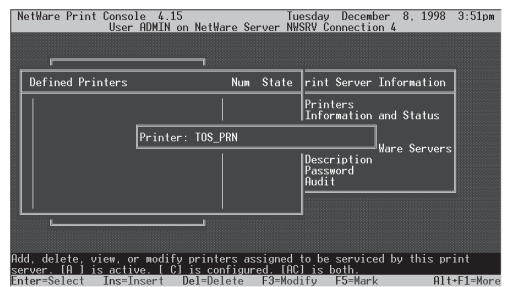 NetWare Print Console 4.15 Tuesday December 8, 1998 3:51pm
User ADMIN on NetWare Server NWSRV Connection 4
Defined Printers Num State
rint Server Information
Printers
Information and Status
Printer: TOS_PRN
Ware Servers
Description
Password
Audit
Add, delete, view, or modify printers assigned to be serviced by this print
server. [A ] is active. [ C] is configured. [AC] is both.
Enter=Select Ins=Insert Del=Delete F3=Modify F5=Mark Alt+F1=More